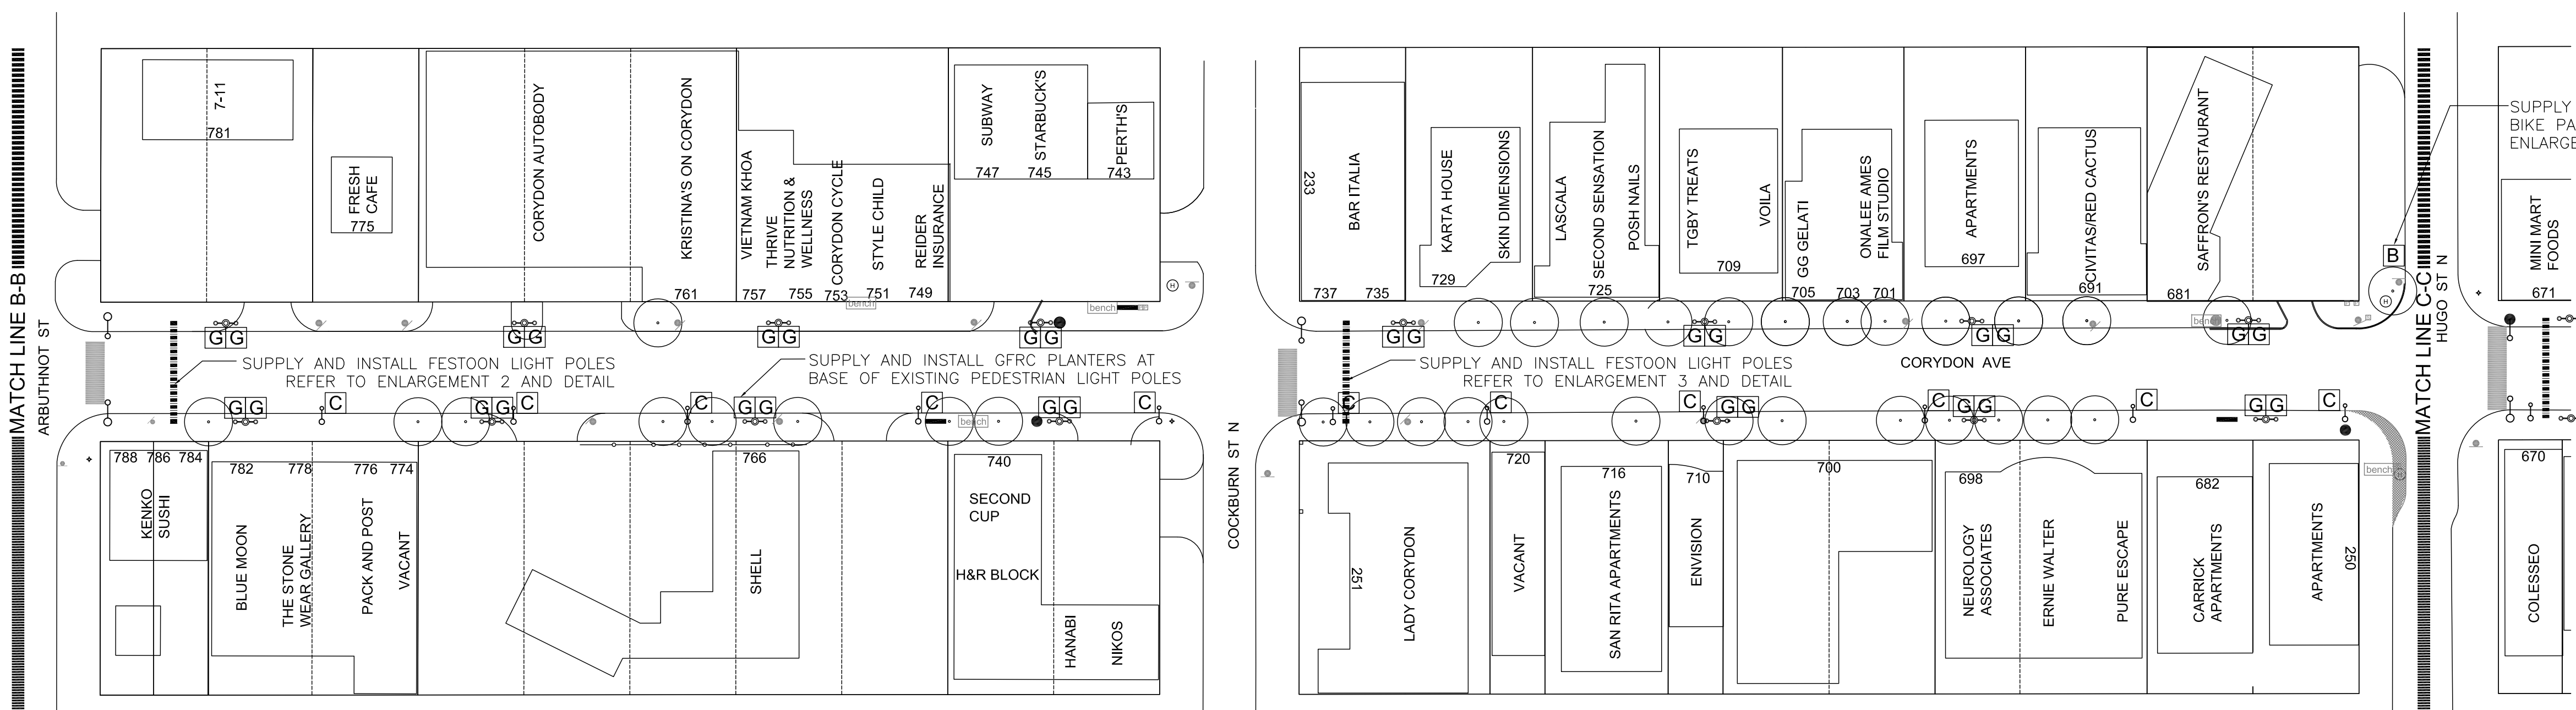 MATCH LINE B-B
ARBUTHNOT ST
7-11
781
FRESH
CAFE
775
CORYDON AUTOBODY
KRISTINA'S ON CORYDON
761
VIETNAM KHOA
757
THRIVE
NUTRITION &
WELLNESS
755
CORYDON CYCLE
753
STYLE CHILD
751
bench
REIDER
INSURANCE
749
SUBWAY
747
STARBUCK'S
745
PERTH'S
743
bench
H
G G
G G
G G
G G
SUPPLY AND INSTALL FESTOON LIGHT POLES
REFER TO ENLARGEMENT 2 AND DETAIL
SUPPLY AND INSTALL GFRC PLANTERS AT
BASE OF EXISTING PEDESTRIAN LIGHT POLES
G G
C
G G
C
C
G G
C
bench
G G
C
788 786 784
KENKO
SUSHI
782
BLUE MOON
778
THE STONE
WEAR GALLERY
776
PACK AND POST
774
VACANT
766
SHELL
740
SECOND
CUP
H&R BLOCK
HANABI
NIKOS
COCKBURN ST N
233
BAR ITALIA
737
735
KARTA HOUSE
729
SKIN DIMENSIONS
LASCALA
SECOND SENSATION
725
POSH NAILS
TGBY TREATS
709
VOILA
GG GELATI
705
ONALEE AMES
FILM STUDIO
703
701
APARTMENTS
697
CIVITAS/RED CACTUS
691
SAFFRON'S RESTAURANT
681
bench
B
H
G G
G G
G G
G G
SUPPLY AND INSTALL FESTOON LIGHT POLES
REFER TO ENLARGEMENT 3 AND DETAIL
CORYDON AVE
C
C
C
G G
C
G G
C
G G
C
bench
H
251
LADY CORYDON
720
VACANT
716
SAN RITA APARTMENTS
710
ENVISION
700
698
NEUROLOGY
ASSOCIATES
ERNIE WALTER
PURE ESCAPE
682
CARRICK
APARTMENTS
APARTMENTS
250
MATCH LINE C-C
HUGO ST N
SUPPLY
BIKE PA
ENLARGE
MINI MART
FOODS
671
670
COLESSEO